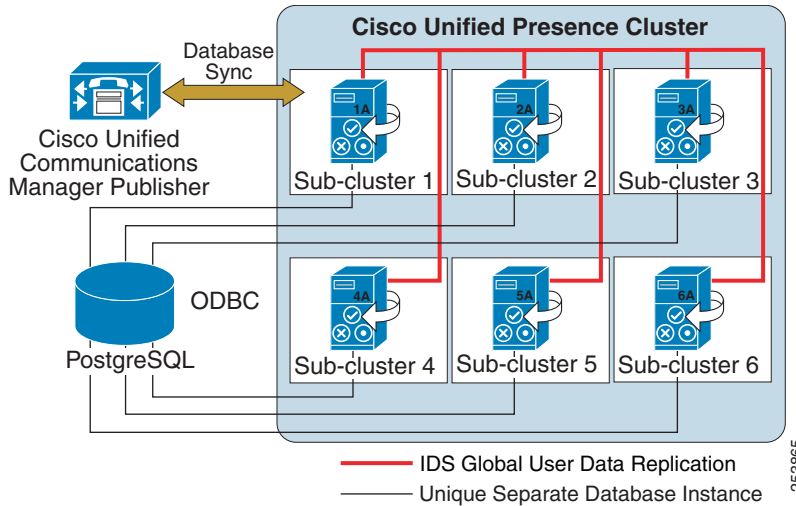 Cisco Unified Presence Cluster
Database
Sync
Cisco Unified
Communications
Manager Publisher
1A
Sub-cluster 1
2A
Sub-cluster 2
3A
Sub-cluster 3
ODBC
PostgreSQL
4A
Sub-cluster 4
5A
Sub-cluster 5
6A
Sub-cluster 6
IDS Global User Data Replication
Unique Separate Database Instance